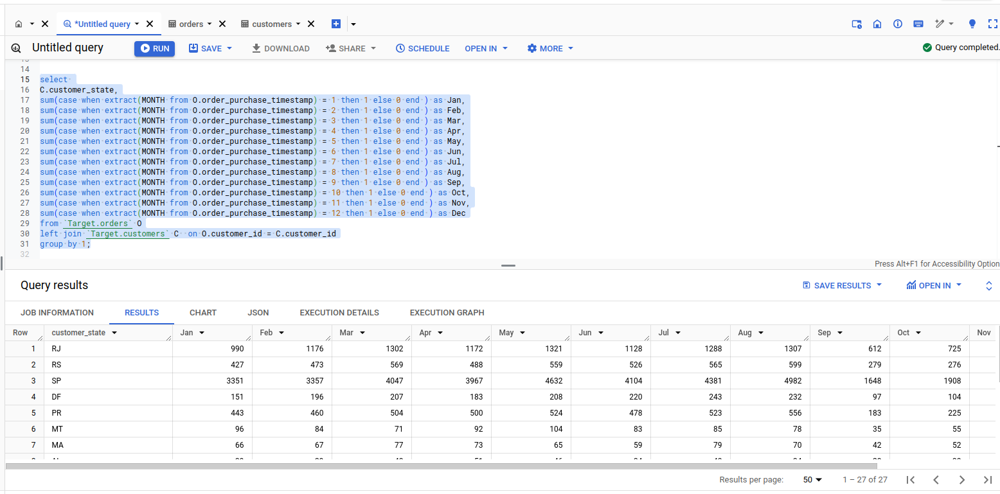 *Untitled query
orders
customers
Untitled query RUN SAVE DOWNLOAD SHARE SCHEDULE OPEN IN MORE Query completed.
14
15 select
16 C.customer_state,
17 sum(case when extract(MONTH from O.order_purchase_timestamp) = 1 then 1 else 0 end ) as Jan,
18 sum(case when extract(MONTH from O.order_purchase_timestamp) = 2 then 1 else 0 end ) as Feb,
19 sum(case when extract(MONTH from O.order_purchase_timestamp) = 3 then 1 else 0 end ) as Mar,
20 sum(case when extract(MONTH from O.order_purchase_timestamp) = 4 then 1 else 0 end ) as Apr,
21 sum(case when extract(MONTH from O.order_purchase_timestamp) = 5 then 1 else 0 end ) as May,
22 sum(case when extract(MONTH from O.order_purchase_timestamp) = 6 then 1 else 0 end ) as Jun,
23 sum(case when extract(MONTH from O.order_purchase_timestamp) = 7 then 1 else 0 end ) as Jul,
24 sum(case when extract(MONTH from O.order_purchase_timestamp) = 8 then 1 else 0 end ) as Aug,
25 sum(case when extract(MONTH from O.order_purchase_timestamp) = 9 then 1 else 0 end ) as Sep,
26 sum(case when extract(MONTH from O.order_purchase_timestamp) = 10 then 1 else 0 end ) as Oct,
27 sum(case when extract(MONTH from O.order_purchase_timestamp) = 11 then 1 else 0 end ) as Nov,
28 sum(case when extract(MONTH from O.order_purchase_timestamp) = 12 then 1 else 0 end ) as Dec
29 from `Target.orders` O
30 left join `Target.customers` C  on O.customer_id = C.customer_id
31 group by 1;
32
Press Alt+F1 for Accessibility Option
Query results SAVE RESULTS OPEN IN
JOB INFORMATION RESULTS CHART JSON EXECUTION DETAILS EXECUTION GRAPH
Row customer_state Jan Feb Mar Apr May Jun Jul Aug Sep Oct Nov
1 RJ 990 1176 1302 1172 1321 1128 1288 1307 612 725
2 RS 427 473 569 488 559 526 565 599 279 276
3 SP 3351 3357 4047 3967 4632 4104 4381 4982 1648 1908
4 DF 151 196 207 183 208 220 243 232 97 104
5 PR 443 460 504 500 524 478 523 556 183 225
6 MT 96 84 71 92 104 83 85 78 35 55
7 MA 66 67 77 73 65 59 79 70 42 52
Results per page: 50 1 – 27 of 27